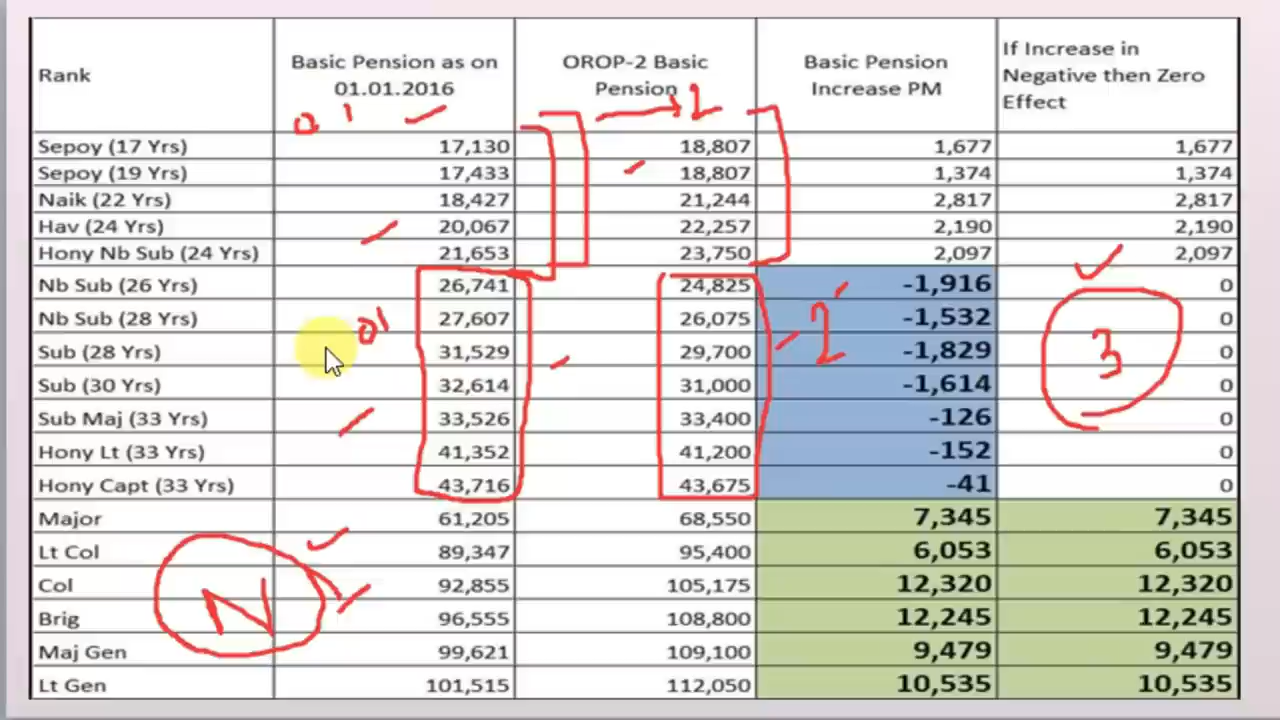 Rank
Basic Pension as on
01.01.2016
OROP-2 Basic
Pension
Basic Pension
Increase PM
If Increase in
Negative then Zero
Effect
01
2
Sepoy (17 Yrs) 17,130 18,807 1,677 1,677
Sepoy (19 Yrs) 17,433 18,807 1,374 1,374
Naik (22 Yrs) 18,427 21,244 2,817 2,817
Hav (24 Yrs) 20,067 22,257 2,190 2,190
Hony Nb Sub (24 Yrs) 21,653 23,750 2,097 2,097
Nb Sub (26 Yrs) 26,741 24,825 -1,916 0
Nb Sub (28 Yrs) 01 27,607 26,075 2 -1,532 0
Sub (28 Yrs) 31,529 29,700 -1,829 3 0
Sub (30 Yrs) 32,614 31,000 -1,614 0
Sub Maj (33 Yrs) 33,526 33,400 -126 0
Hony Lt (33 Yrs) 41,352 41,200 -152 0
Hony Capt (33 Yrs) 43,716 43,675 -41 0
Major 61,205 68,550 7,345 7,345
Lt Col 89,347 95,400 6,053 6,053
Col 92,855 105,175 12,320 12,320
Brig N 96,555 108,800 12,245 12,245
Maj Gen 99,621 109,100 9,479 9,479
Lt Gen 101,515 112,050 10,535 10,535